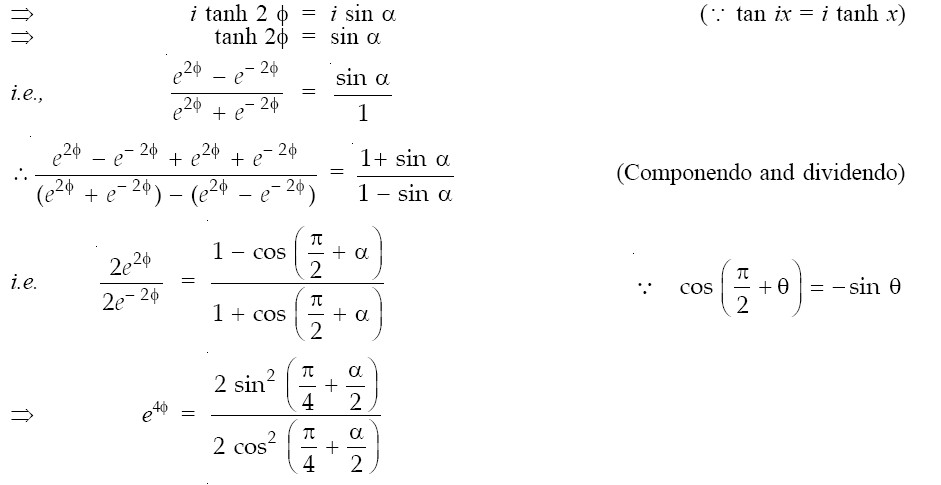 ⇒ i tanh 2 ϕ = i sin α (∵ tan ix = i tanh x)
⇒ tanh 2ϕ = sin α
i.e., (e^{2ϕ} − e^{− 2ϕ})/(e^{2ϕ} + e^{− 2ϕ}) = (sin α)/1
∴ (e^{2ϕ} − e^{− 2ϕ} + e^{2ϕ} + e^{− 2ϕ})/((e^{2ϕ} + e^{− 2ϕ}) − (e^{2ϕ} − e^{− 2ϕ})) = (1+ sin α)/(1 − sin α) (Componendo and dividendo)
i.e. (2e^{2ϕ})/(2e^{− 2ϕ}) = (1 − cos (π/2 + α))/(1 + cos (π/2 + α)) ∵ cos (π/2 + θ) = − sin θ
⇒ e^{4ϕ} = (2 sin² (π/4 + α/2))/(2 cos² (π/4 + α/2))